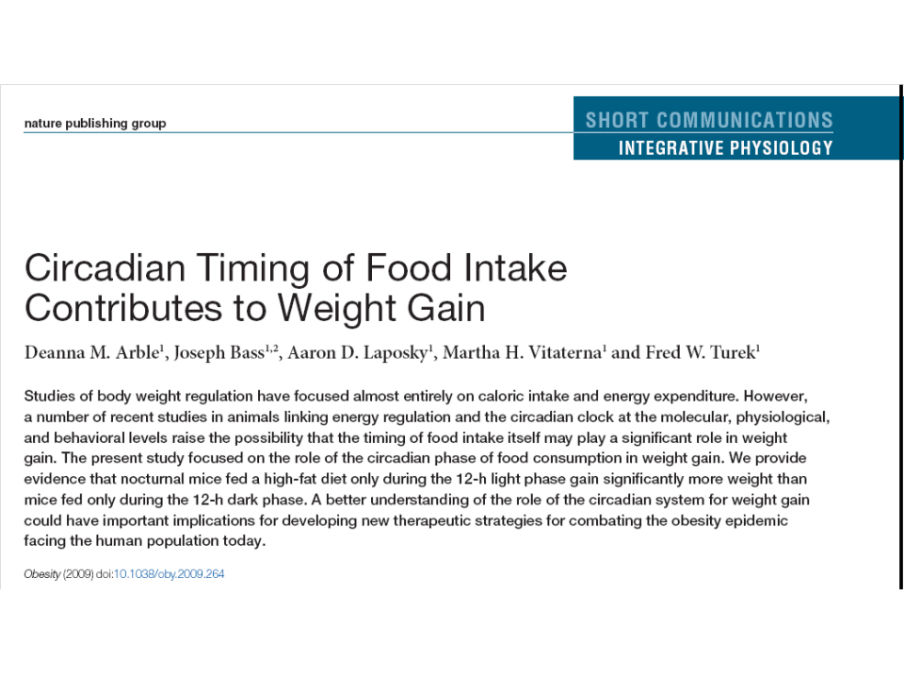 nature publishing group
SHORT COMMUNICATIONS
INTEGRATIVE PHYSIOLOGY
Circadian Timing of Food Intake
Contributes to Weight Gain
Deanna M. Arble¹, Joseph Bass¹,², Aaron D. Laposky¹, Martha H. Vitaterna¹ and Fred W. Turek¹
Studies of body weight regulation have focused almost entirely on caloric intake and energy expenditure. However,
a number of recent studies in animals linking energy regulation and the circadian clock at the molecular, physiological,
and behavioral levels raise the possibility that the timing of food intake itself may play a significant role in weight
gain. The present study focused on the role of the circadian phase of food consumption in weight gain. We provide
evidence that nocturnal mice fed a high-fat diet only during the 12-h light phase gain significantly more weight than
mice fed only during the 12-h dark phase. A better understanding of the role of the circadian system for weight gain
could have important implications for developing new therapeutic strategies for combating the obesity epidemic
facing the human population today.
Obesity (2009) doi:10.1038/oby.2009.264